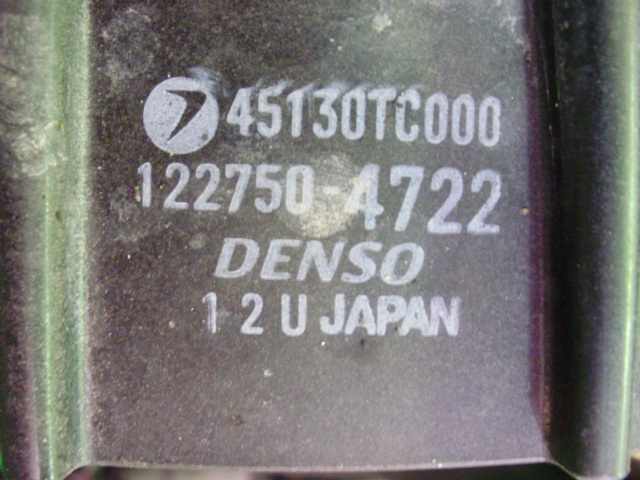 45130TC000
122750-4722
DENSO
1 2 U JAPAN